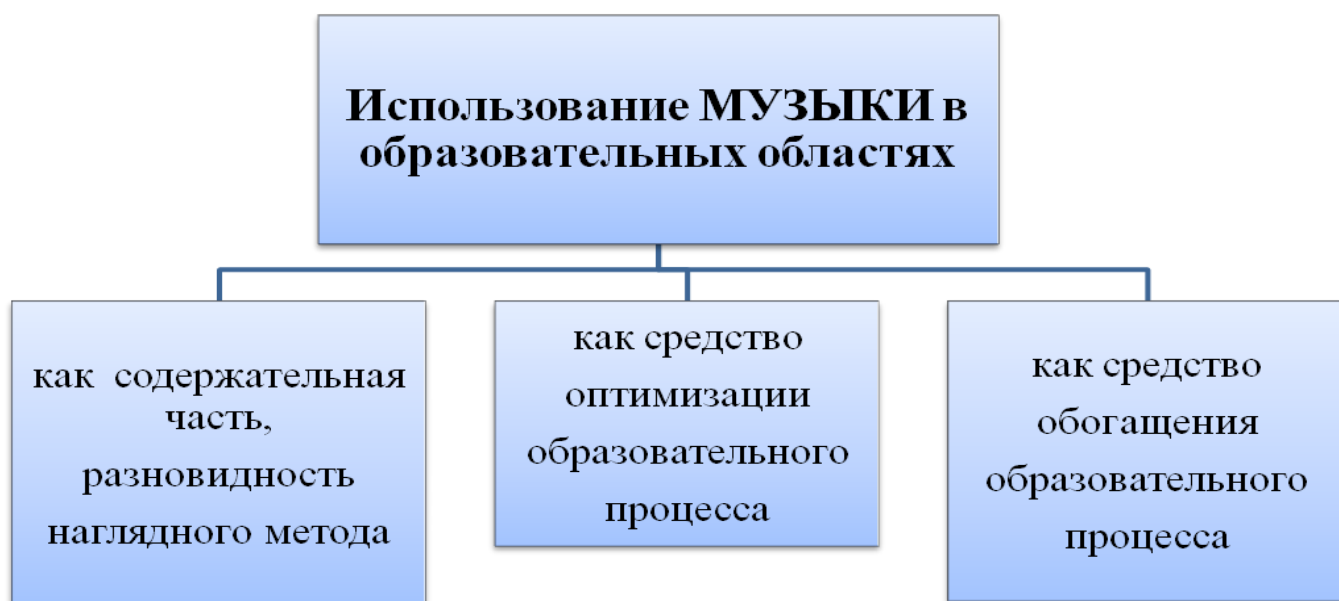 Использование МУЗЫКИ в
образовательных областях
как содержательная
часть,
разновидность
наглядного метода
как средство
оптимизации
образовательного
процесса
как средство
обогащения
образовательного
процесса